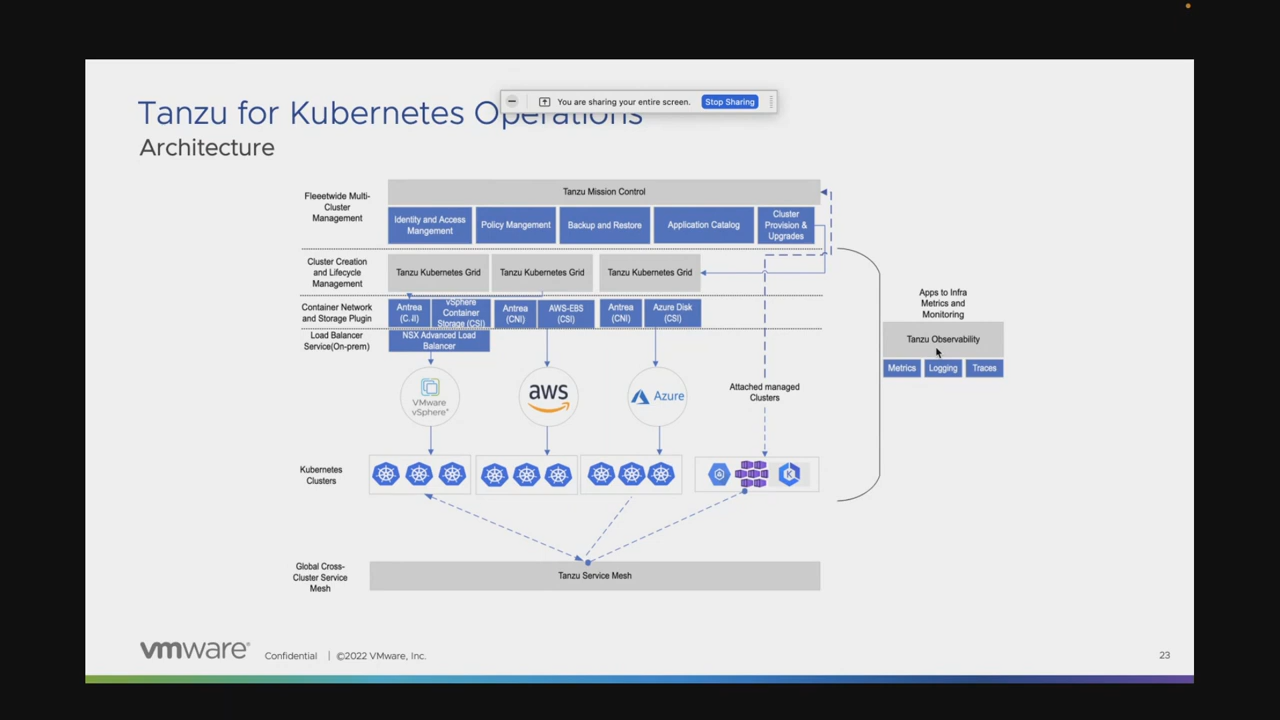 You are sharing your entire screen.
Stop Sharing
Tanzu for Kubernetes Operations
Architecture
Fleeetwide Multi-
Cluster
Management
Tanzu Mission Control
Identity and Access
Mangement
Policy Mangement
Backup and Restore
Application Catalog
Cluster
Provision &
Upgrades
Cluster Creation
and Lifecycle
Management
Tanzu Kubernetes Grid
Tanzu Kubernetes Grid
Tanzu Kubernetes Grid
Container Network
and Storage Plugin
Antrea
vSphere
Container
Storage (CSI)
Antrea
(CNI)
AWS-EBS
(CSI)
Antrea
(CNI)
Azure Disk
(CSI)
Load Balancer
Service(On-prem)
NSX Advanced Load
Balancer
VMware
vSphere®
aws
Azure
Attached managed
Clusters
Apps to Infra
Metrics and
Monitoring
Tanzu Observability
Metrics
Logging
Traces
Kubernetes
Clusters
Global Cross-
Cluster Service
Mesh
Tanzu Service Mesh
vmware®
Confidential | ©2022 VMware, Inc.
23